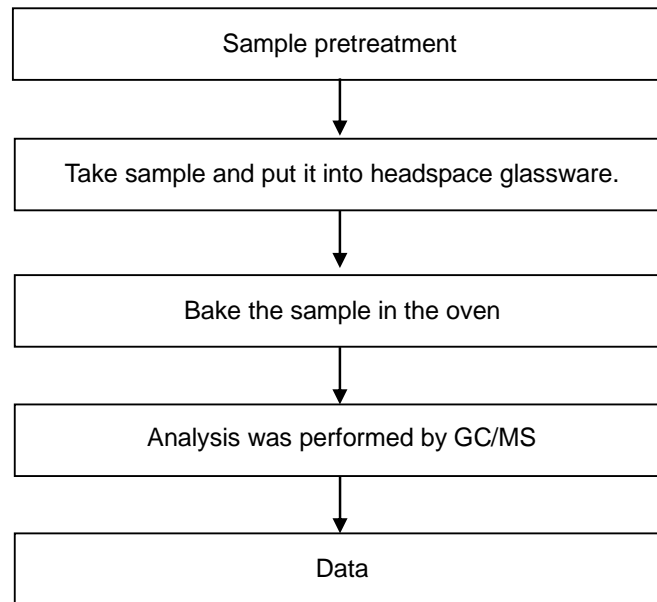 Sample pretreatment
Take sample and put it into headspace glassware.
Bake the sample in the oven
Analysis was performed by GC/MS
Data